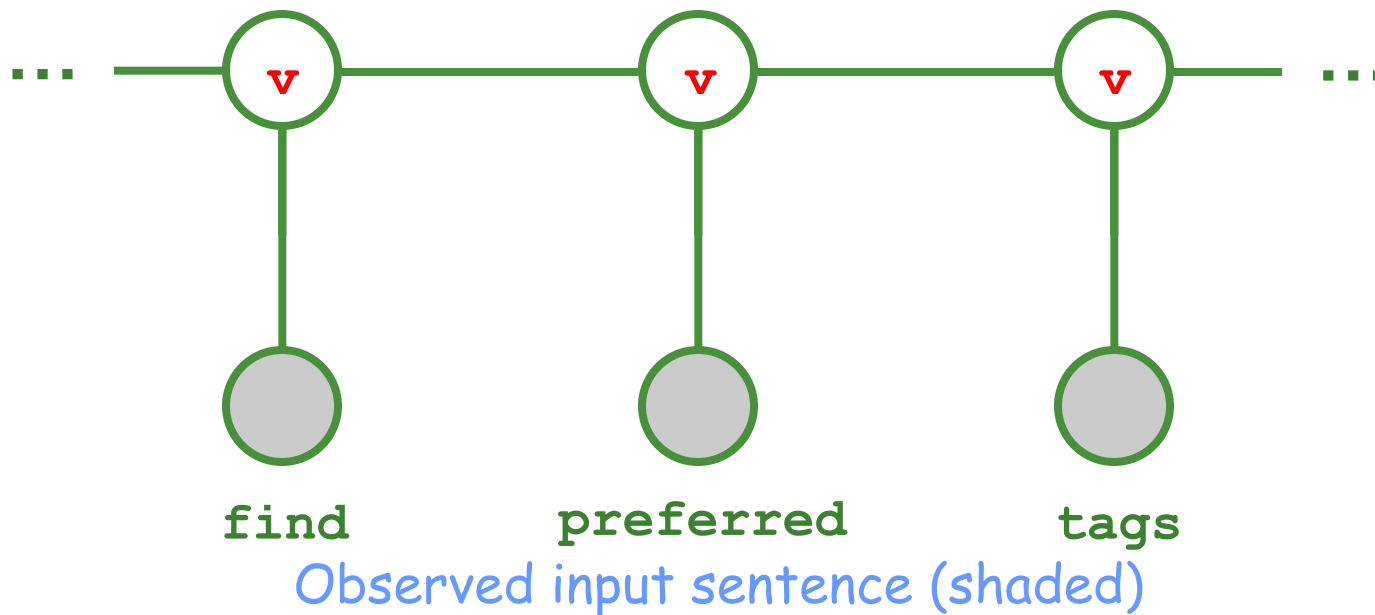 ... v v v ...
find preferred tags
Observed input sentence (shaded)